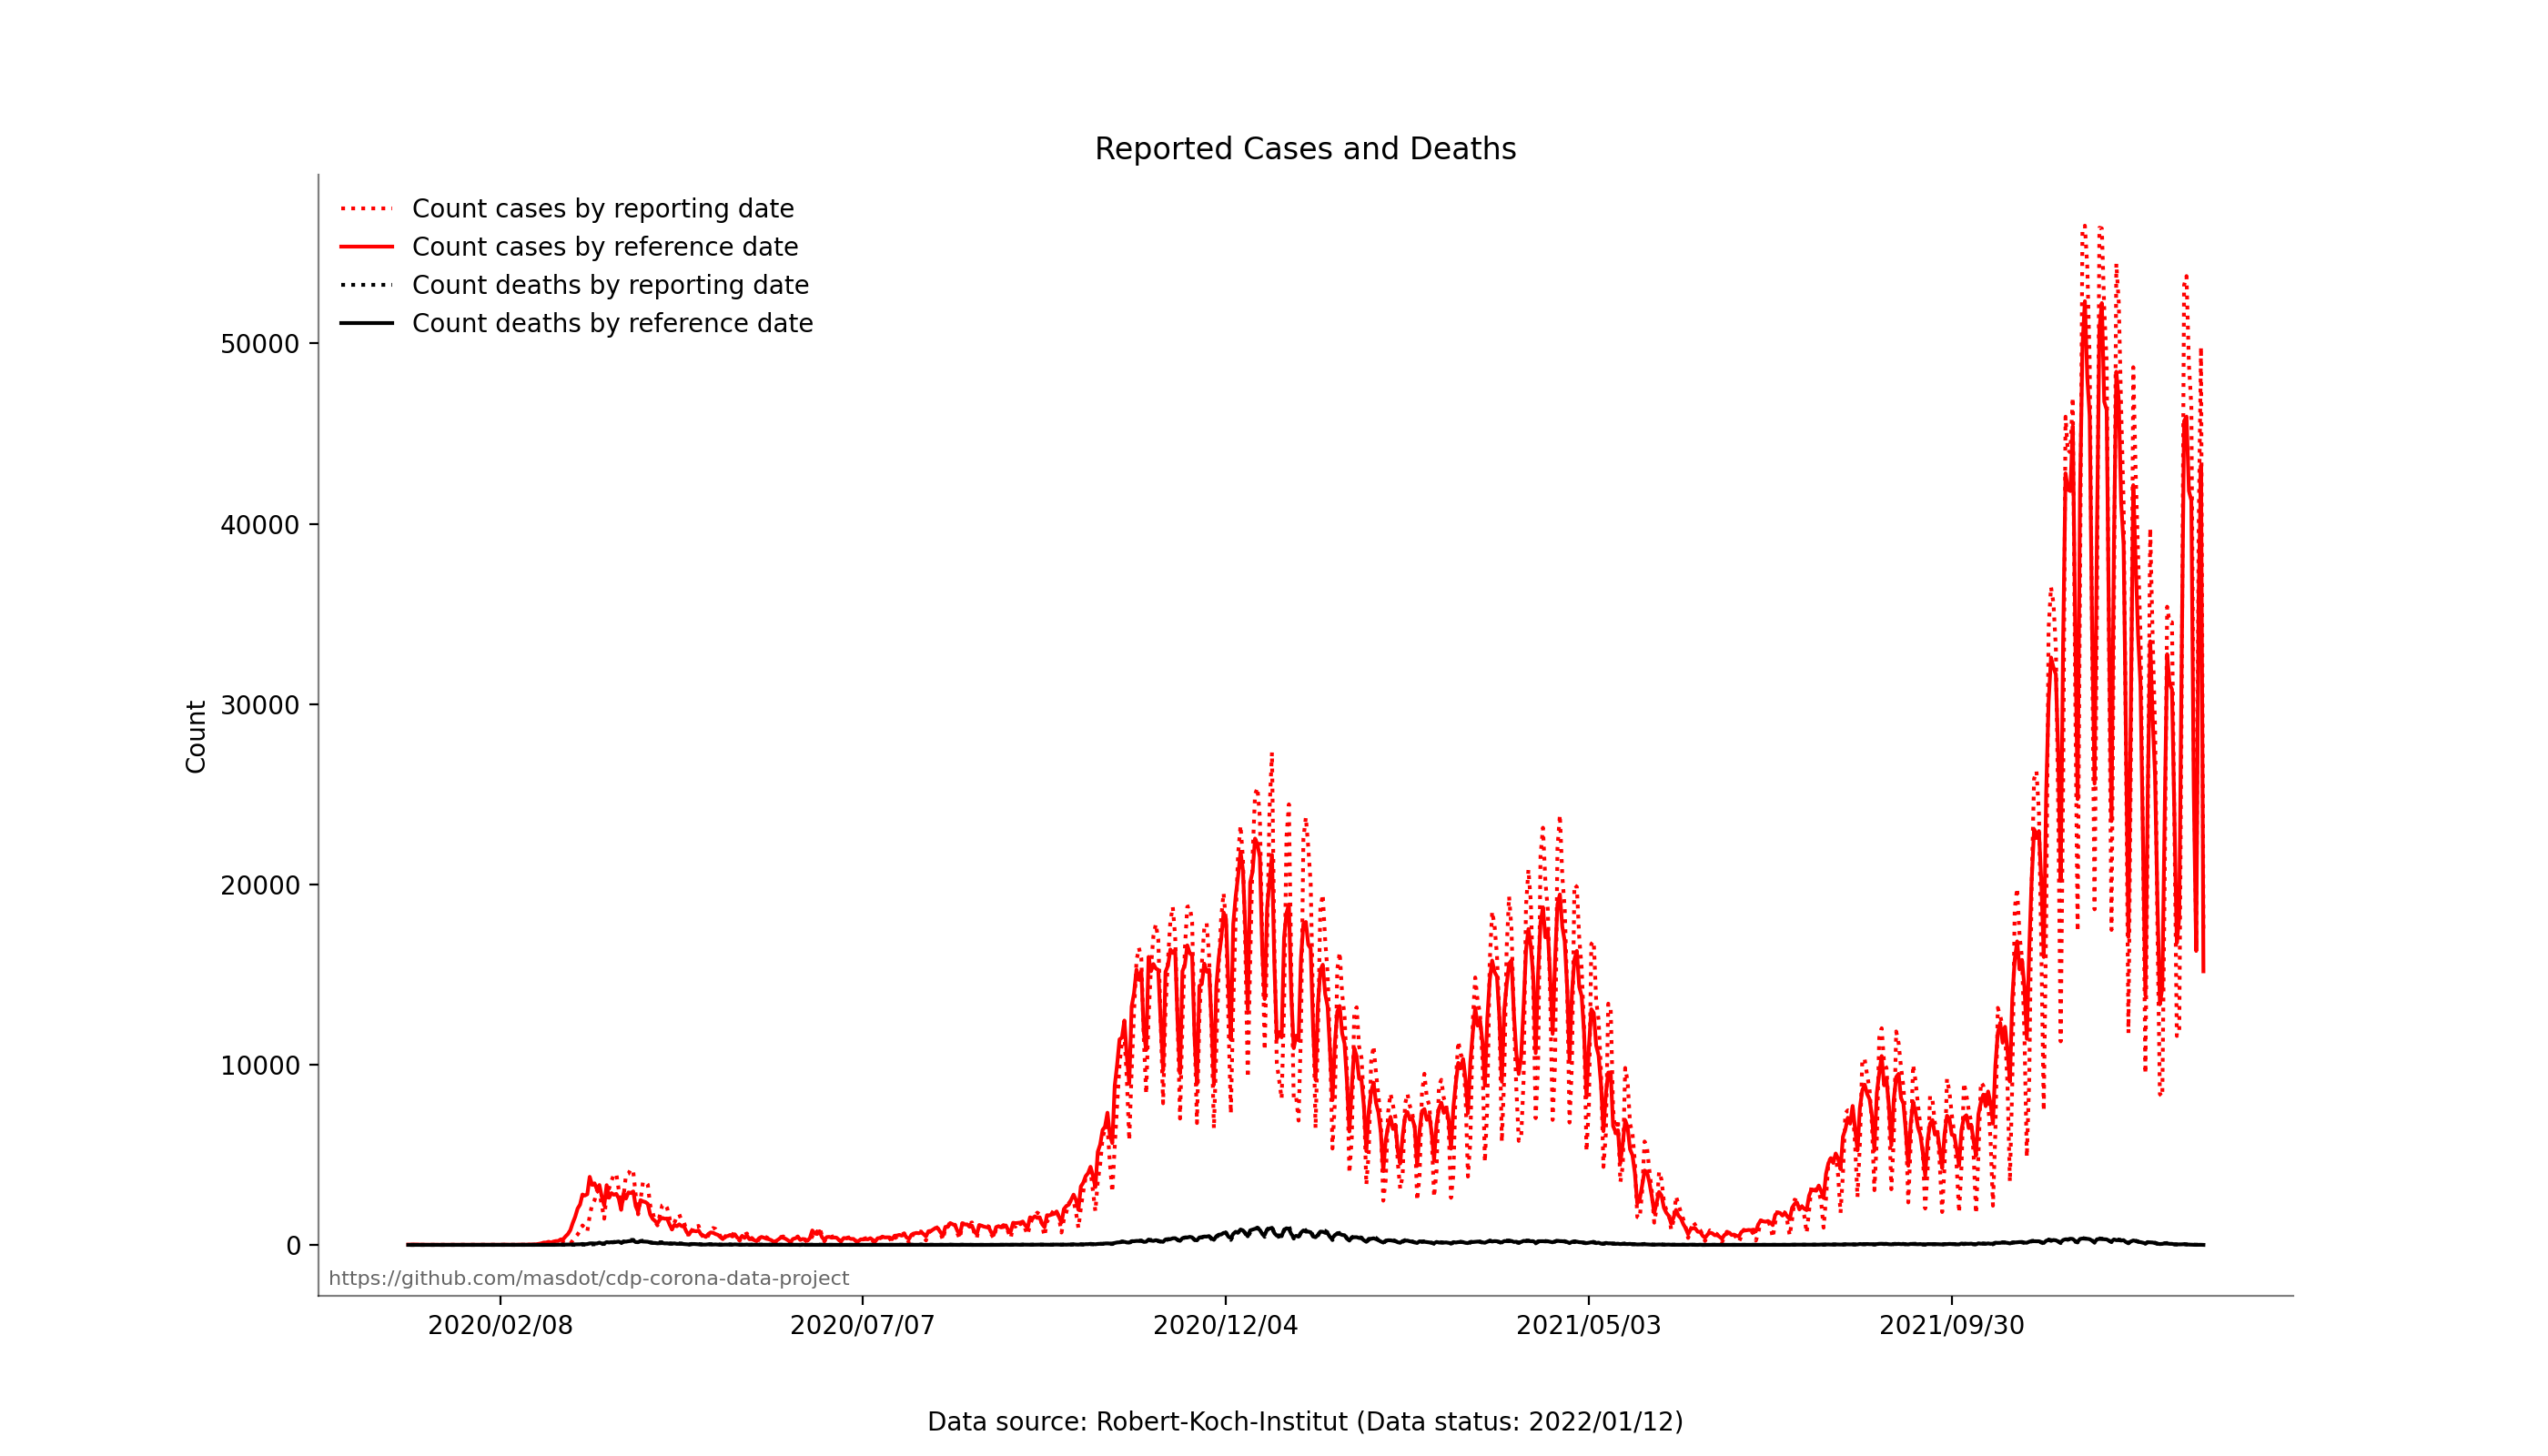 Reported Cases and Deaths
Count cases by reporting date
Count cases by reference date
Count deaths by reporting date
Count deaths by reference date
50000
40000
30000
20000
10000
0
Count
https://github.com/masdot/cdp-corona-data-project
2020/02/08 2020/07/07 2020/12/04 2021/05/03 2021/09/30
Data source: Robert-Koch-Institut (Data status: 2022/01/12)